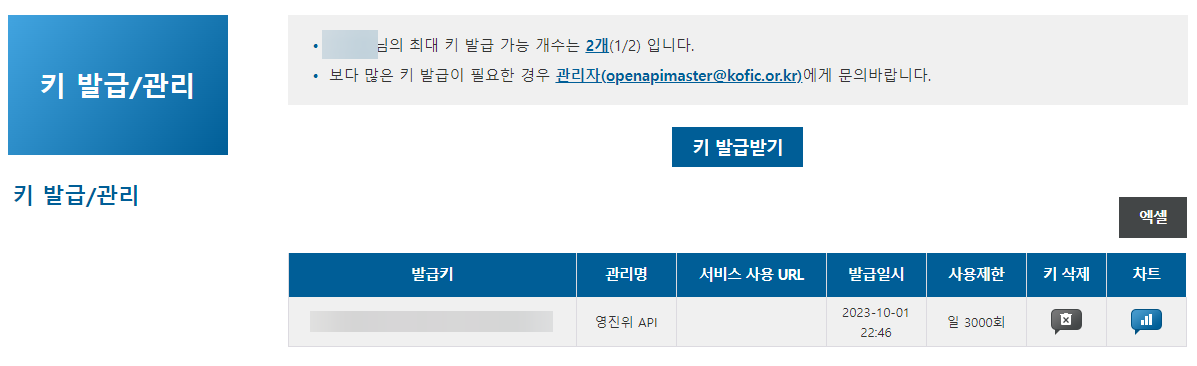 키 발급/관리
키 발급/관리
• 님의 최대 키 발급 가능 개수는 2개(1/2) 입니다.
• 보다 많은 키 발급이 필요한 경우 관리자(openapimaster@kofic.or.kr)에게 문의바랍니다.
키 발급받기
엑셀
발급키 관리명 서비스 사용 URL 발급일시 사용제한 키 삭제 차트
영진위 API 2023-10-01 일 3000회
22:46